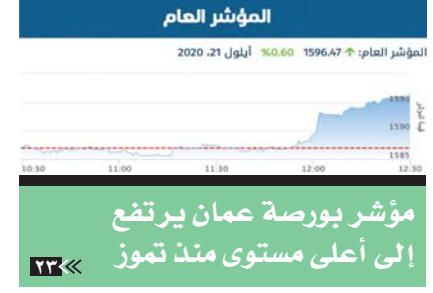 المؤشر العام
المؤشر العام: ↑ 1596.47 %0.60 أيلول 21، 2020
1595
1590
1585
10:30 11:00 11:30 12:00 12:30
مؤشر بورصة عمان يرتفع
إلى أعلى مستوى منذ تموز
٢٣